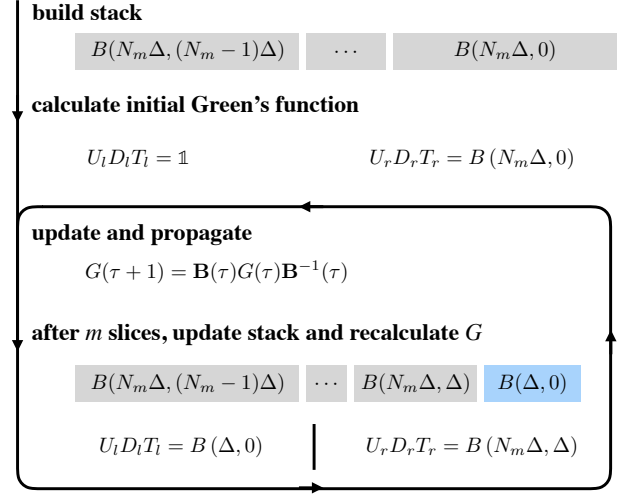 build stack
B(N_mΔ, (N_m − 1)Δ) ⋯ B(N_mΔ, 0)
calculate initial Green's function
U_l D_l T_l = 𝟙 U_r D_r T_r = B (N_mΔ, 0)
update and propagate
G(τ + 1) = B(τ)G(τ)B⁻¹(τ)
after m slices, update stack and recalculate G
B(N_mΔ, (N_m − 1)Δ) ⋯ B(N_mΔ, Δ) B(Δ, 0)
U_l D_l T_l = B (Δ, 0) U_r D_r T_r = B (N_mΔ, Δ)